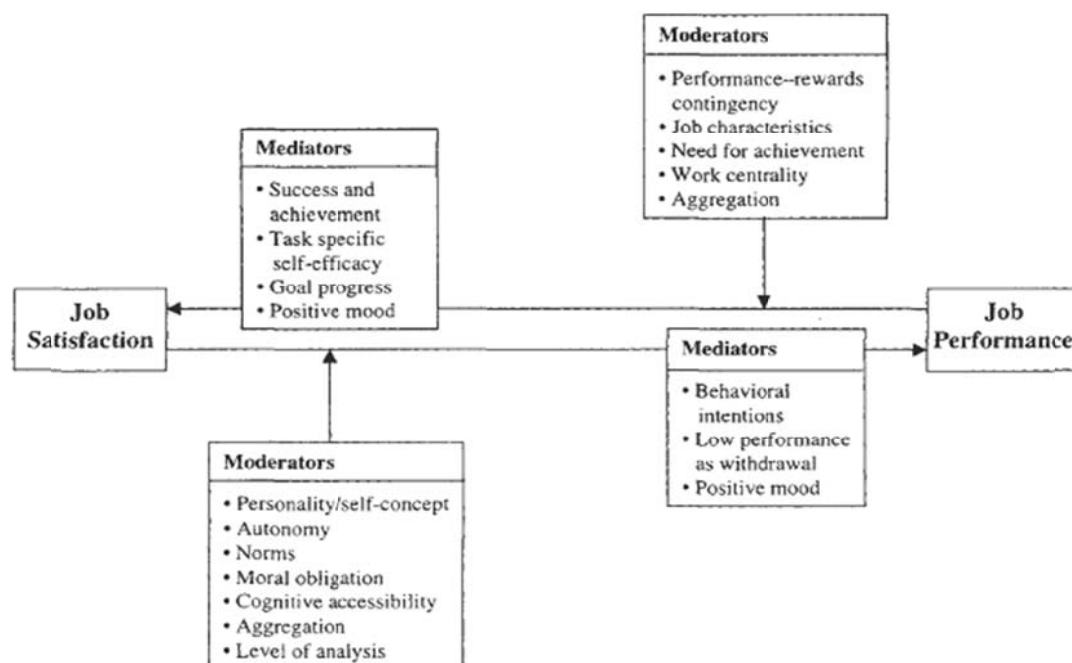 Moderators
• Performance--rewards
contingency
• Job characteristics
• Need for achievement
• Work centrality
• Aggregation
Mediators
• Success and
achievement
• Task specific
self-efficacy
• Goal progress
• Positive mood
Job
Satisfaction
Job
Performance
Mediators
• Behavioral
intentions
• Low performance
as withdrawal
• Positive mood
Moderators
• Personality/self-concept
• Autonomy
• Norms
• Moral obligation
• Cognitive accessibility
• Aggregation
• Level of analysis